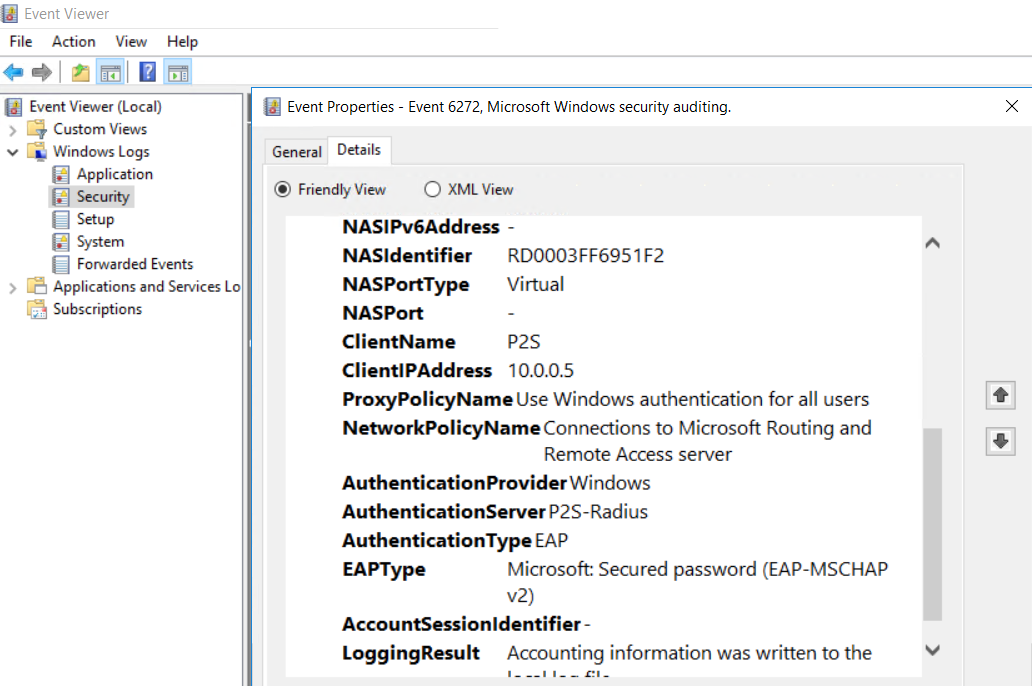 Event Viewer
File Action View Help
Event Viewer (Local)
Custom Views
Windows Logs
Application
Security
Setup
System
Forwarded Events
Applications and Services Lo
Subscriptions
Event Properties - Event 6272, Microsoft Windows security auditing.
General Details
Friendly View XML View
NASIPv6Address -
NASIdentifier RD0003FF6951F2
NASPortType Virtual
NASPort -
ClientName P2S
ClientIPAddress 10.0.0.5
ProxyPolicyName Use Windows authentication for all users
NetworkPolicyName Connections to Microsoft Routing and
Remote Access server
AuthenticationProvider Windows
AuthenticationServer P2S-Radius
AuthenticationType EAP
EAPType Microsoft: Secured password (EAP-MSCHAP
v2)
AccountSessionIdentifier -
LoggingResult Accounting information was written to the
local log file.